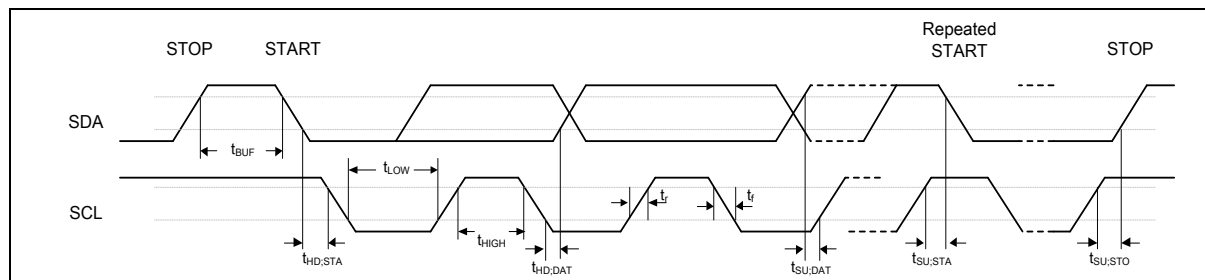 Repeated
STOP START START STOP
SDA
tBUF
tLOW
SCL
tr tf
tHIGH
tHD;STA tHD;DAT tSU;DAT tSU;STA tSU;STO